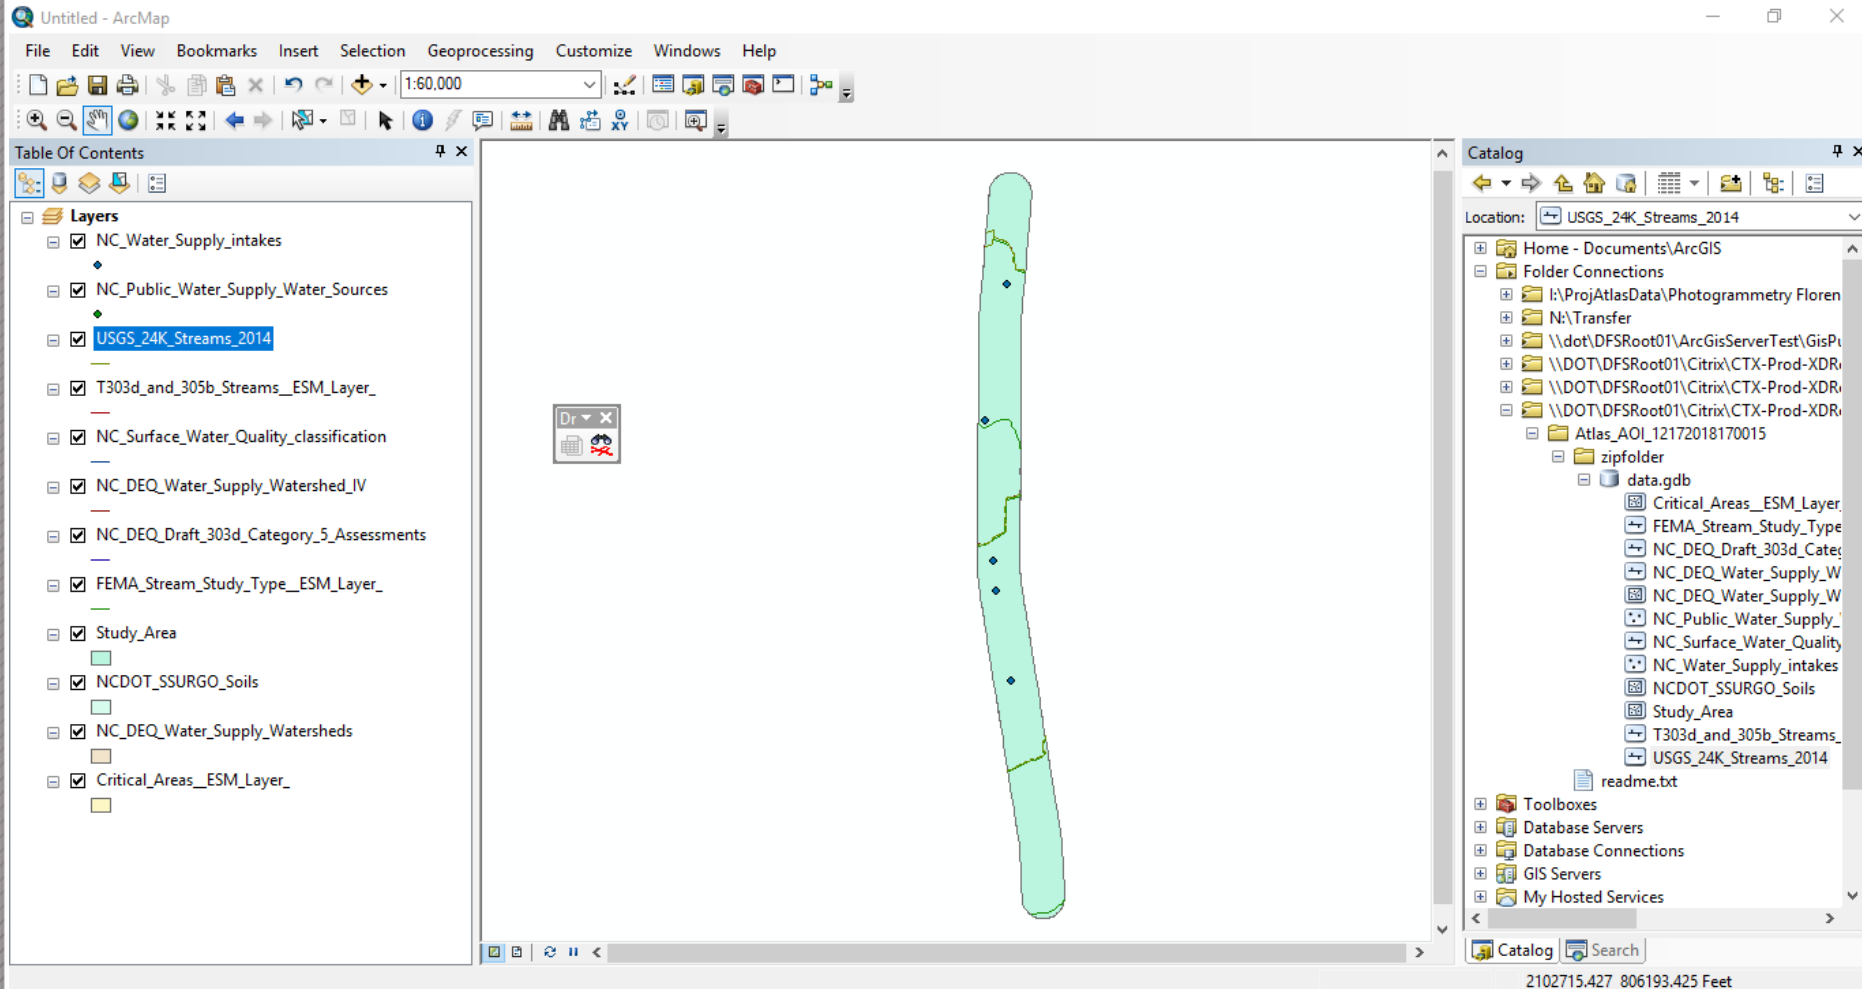 Untitled - ArcMap
File Edit View Bookmarks Insert Selection Geoprocessing Customize Windows Help
1:60,000
Table Of Contents
Layers
NC_Water_Supply_intakes
NC_Public_Water_Supply_Water_Sources
USGS_24K_Streams_2014
T303d_and_305b_Streams__ESM_Layer_
NC_Surface_Water_Quality_classification
NC_DEQ_Water_Supply_Watershed_IV
NC_DEQ_Draft_303d_Category_5_Assessments
FEMA_Stream_Study_Type__ESM_Layer_
Study_Area
NCDOT_SSURGO_Soils
NC_DEQ_Water_Supply_Watersheds
Critical_Areas__ESM_Layer_
Dr
Catalog
Location: USGS_24K_Streams_2014
Home - Documents\ArcGIS
Folder Connections
I:\ProjAtlasData\Photogrammetry Floren
N:\Transfer
\\dot\DFSRoot01\ArcGisServerTest\GisPu
\\DOT\DFSRoot01\Citrix\CTX-Prod-XDR
\\DOT\DFSRoot01\Citrix\CTX-Prod-XDR
\\DOT\DFSRoot01\Citrix\CTX-Prod-XDR
Atlas_AOI_12172018170015
zipfolder
data.gdb
Critical_Areas__ESM_Layer
FEMA_Stream_Study_Type
NC_DEQ_Draft_303d_Categ
NC_DEQ_Water_Supply_W
NC_DEQ_Water_Supply_W
NC_Public_Water_Supply_
NC_Surface_Water_Quality
NC_Water_Supply_intakes
NCDOT_SSURGO_Soils
Study_Area
T303d_and_305b_Streams_
USGS_24K_Streams_2014
readme.txt
Toolboxes
Database Servers
Database Connections
GIS Servers
My Hosted Services
Catalog Search
2102715.427 806193.425 Feet